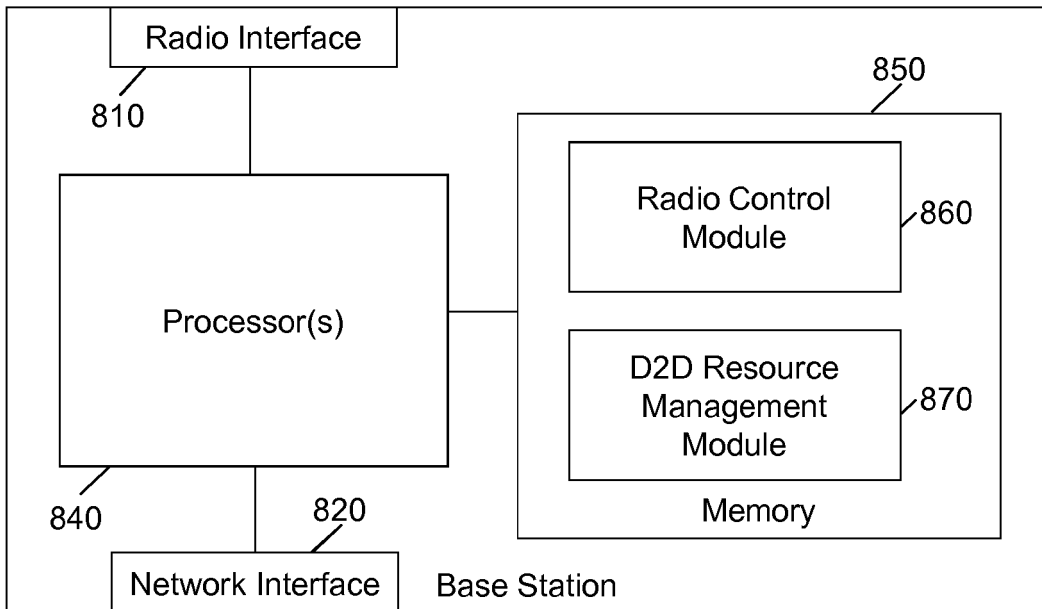 Radio Interface
810
850
Radio Control
Module
860
Processor(s)
D2D Resource
Management
Module
870
Memory
840
820
Network Interface
Base Station